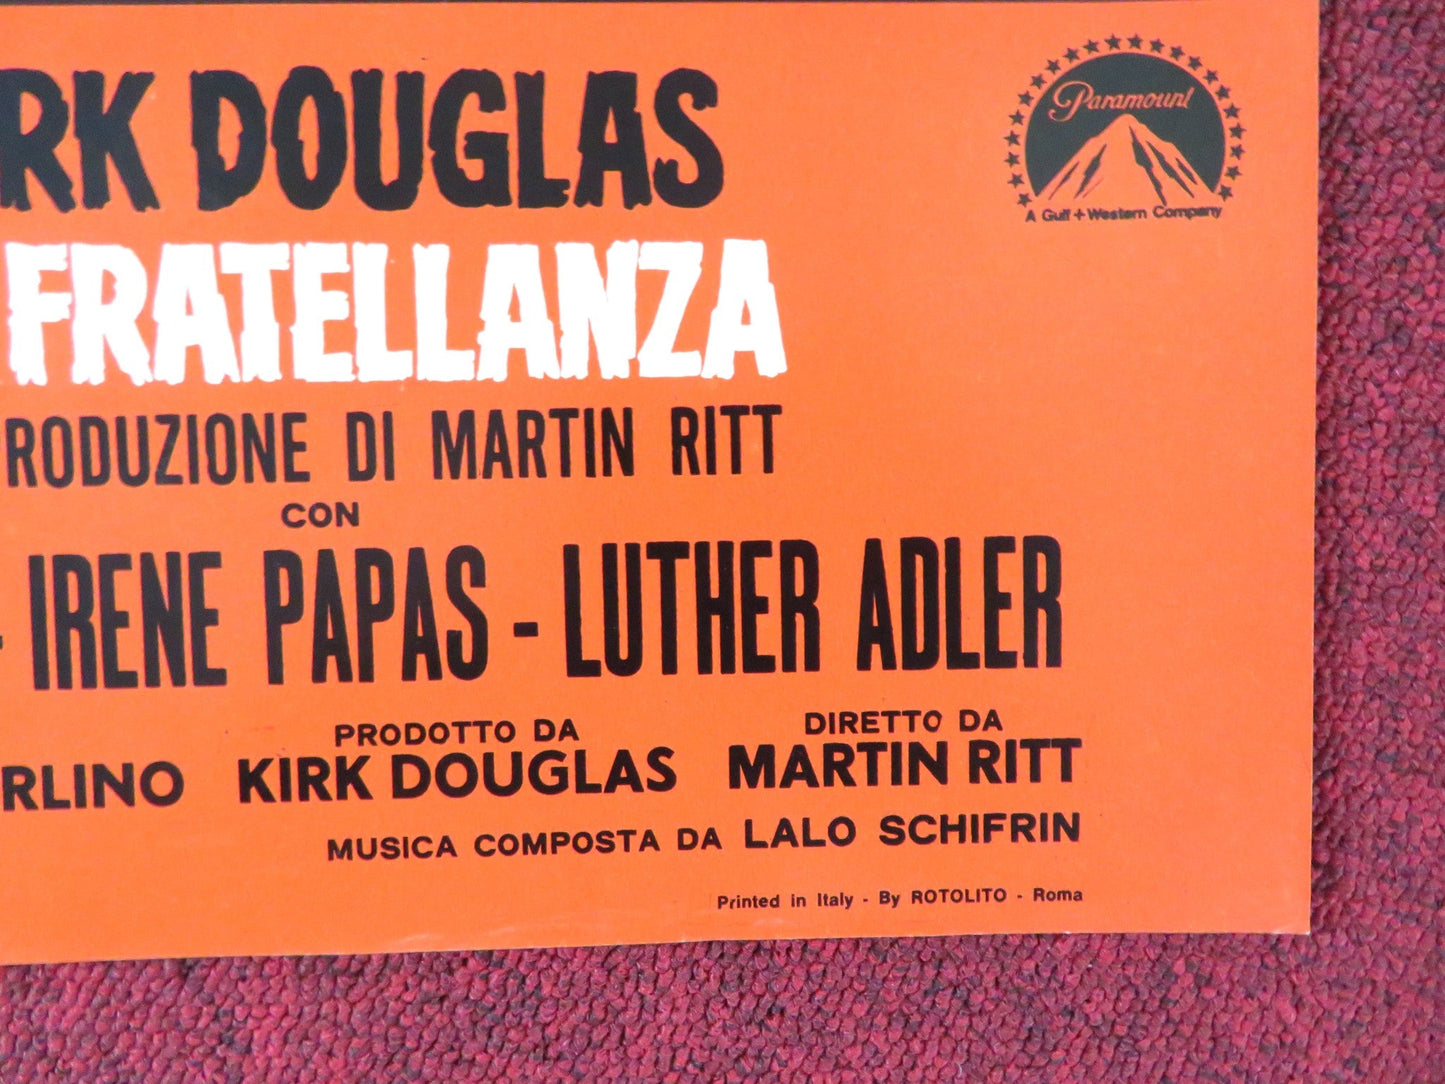 RK DOUGLAS
Paramount
A Gulf + Western Company
FRATELLANZA
RODUZIONE DI MARTIN RITT
CON
- IRENE PAPAS - LUTHER ADLER
PRODOTTO DA
DIRETTO DA
RLINO KIRK DOUGLAS MARTIN RITT
MUSICA COMPOSTA DA LALO SCHIFRIN
Printed in Italy - By ROTOLITO - Roma